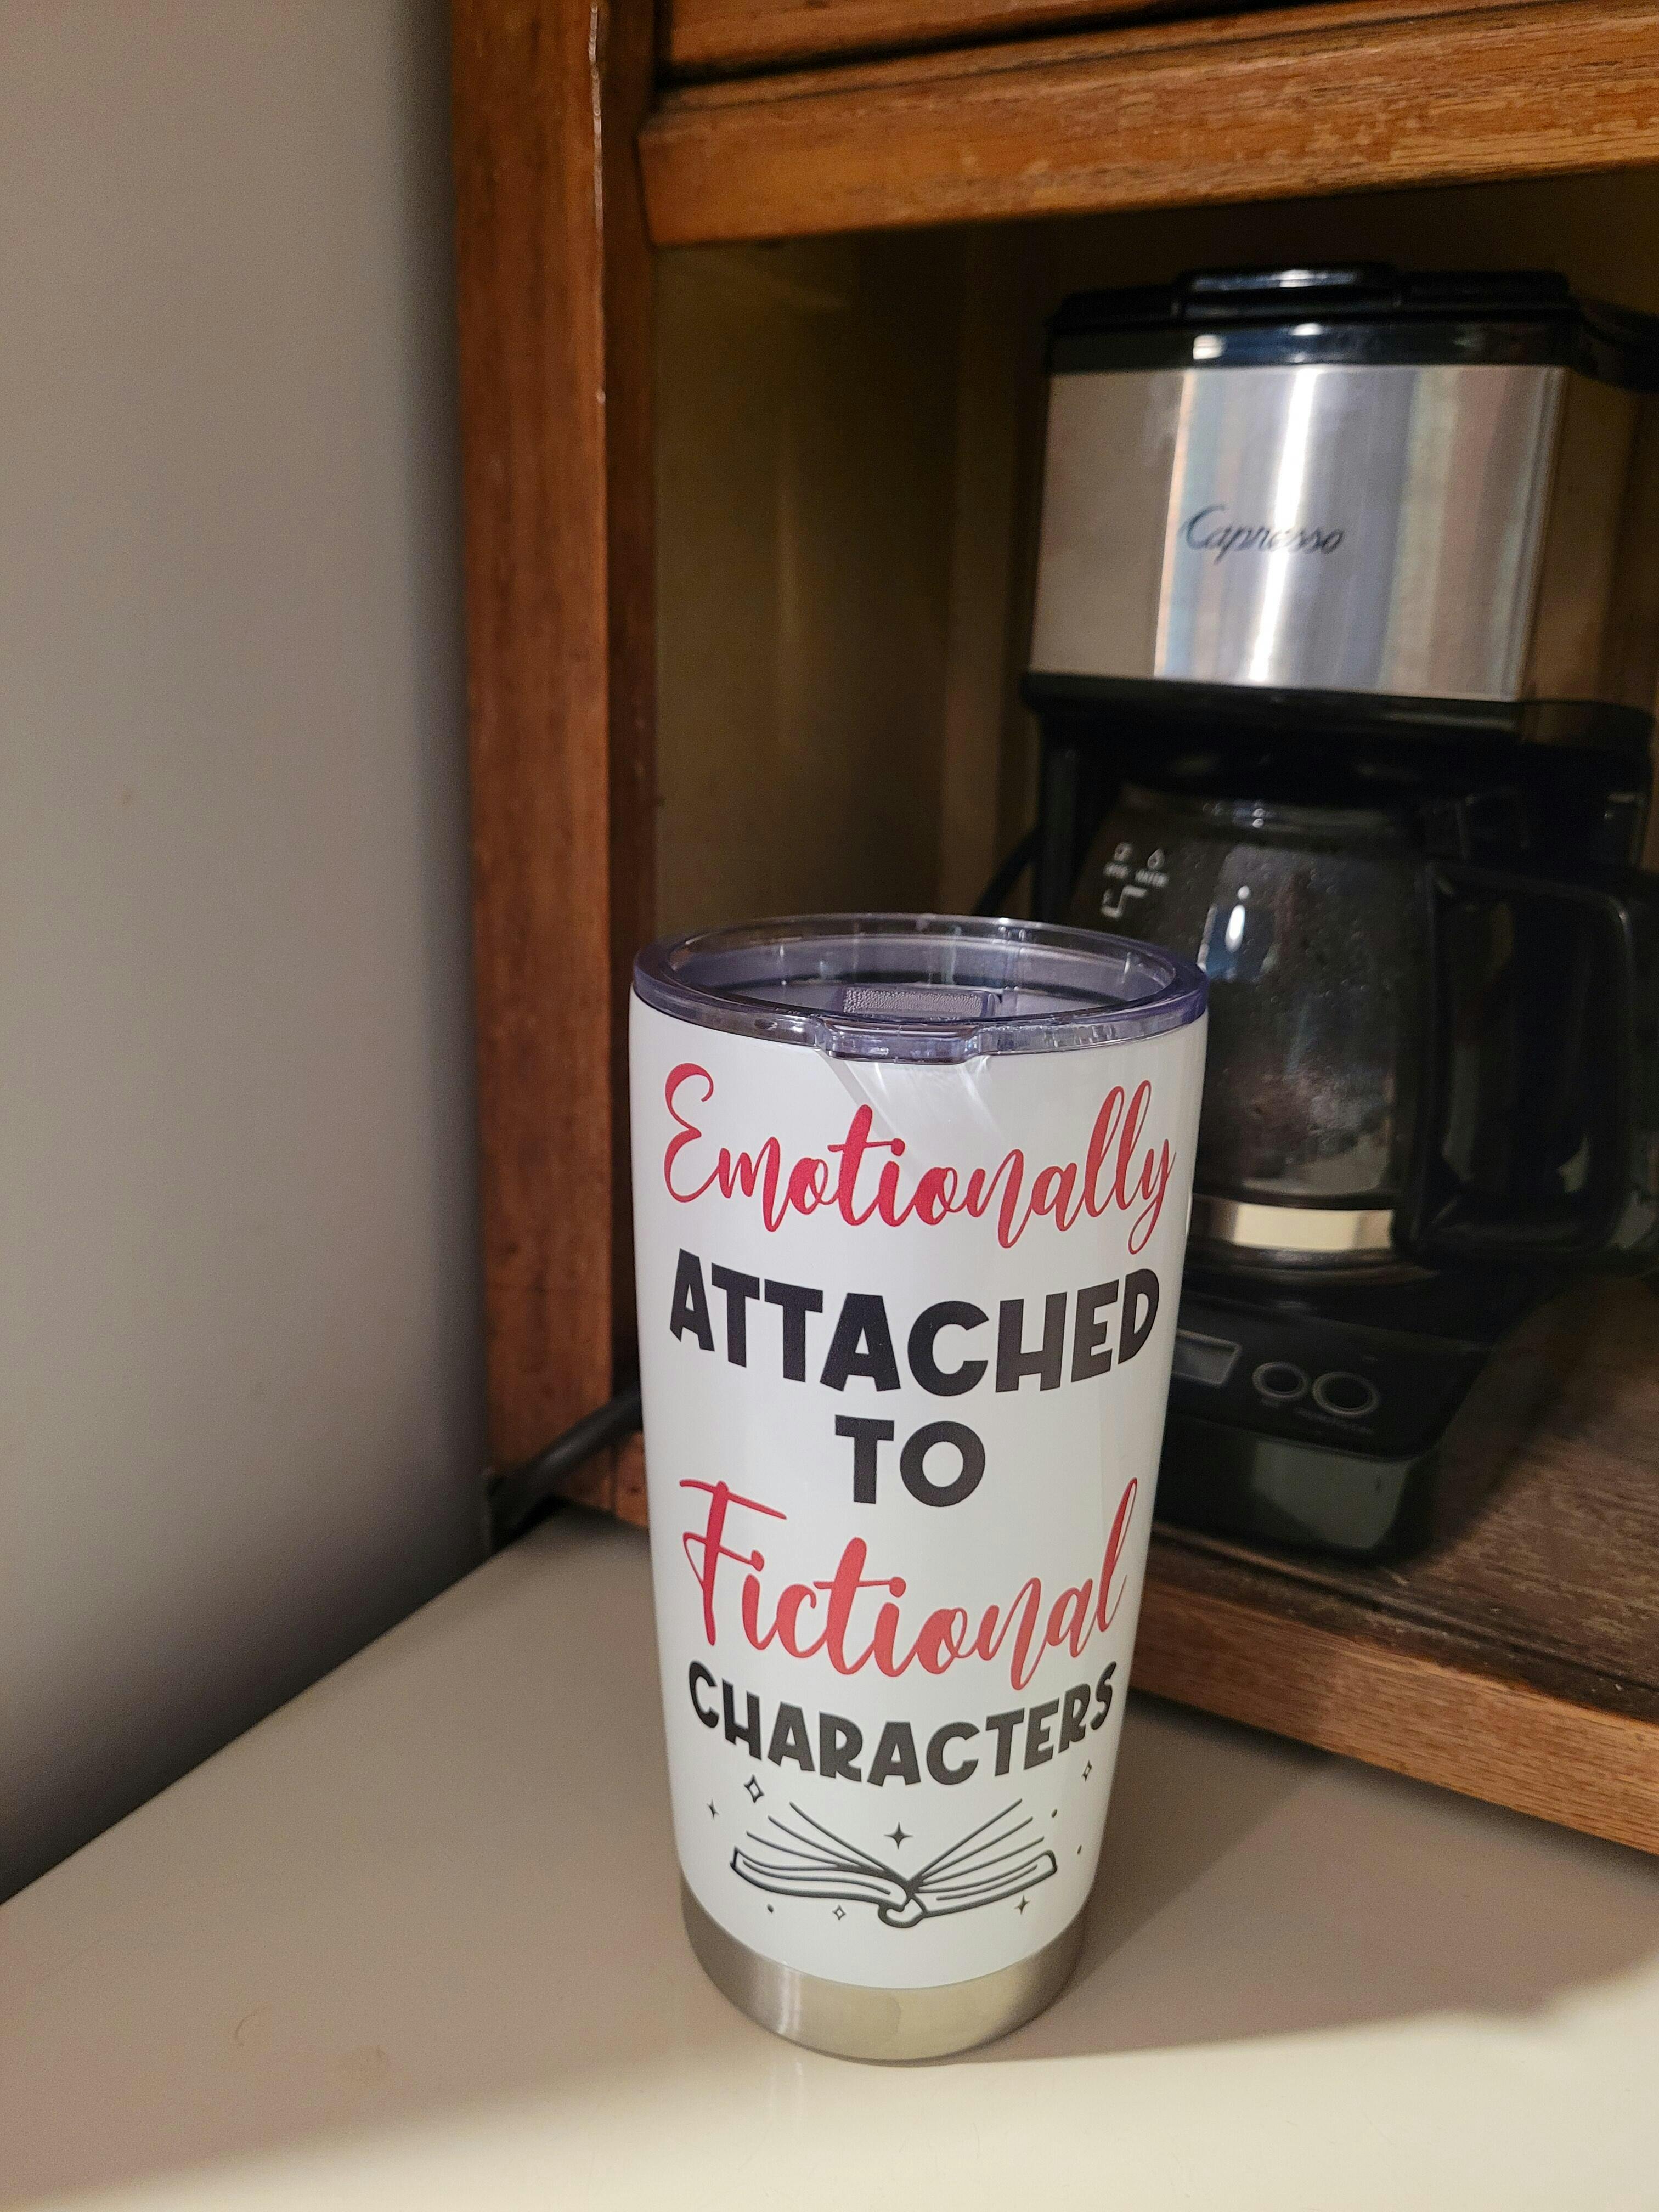 Capresso
Emotionally
ATTACHED
TO
Fictional
CHARACTERS